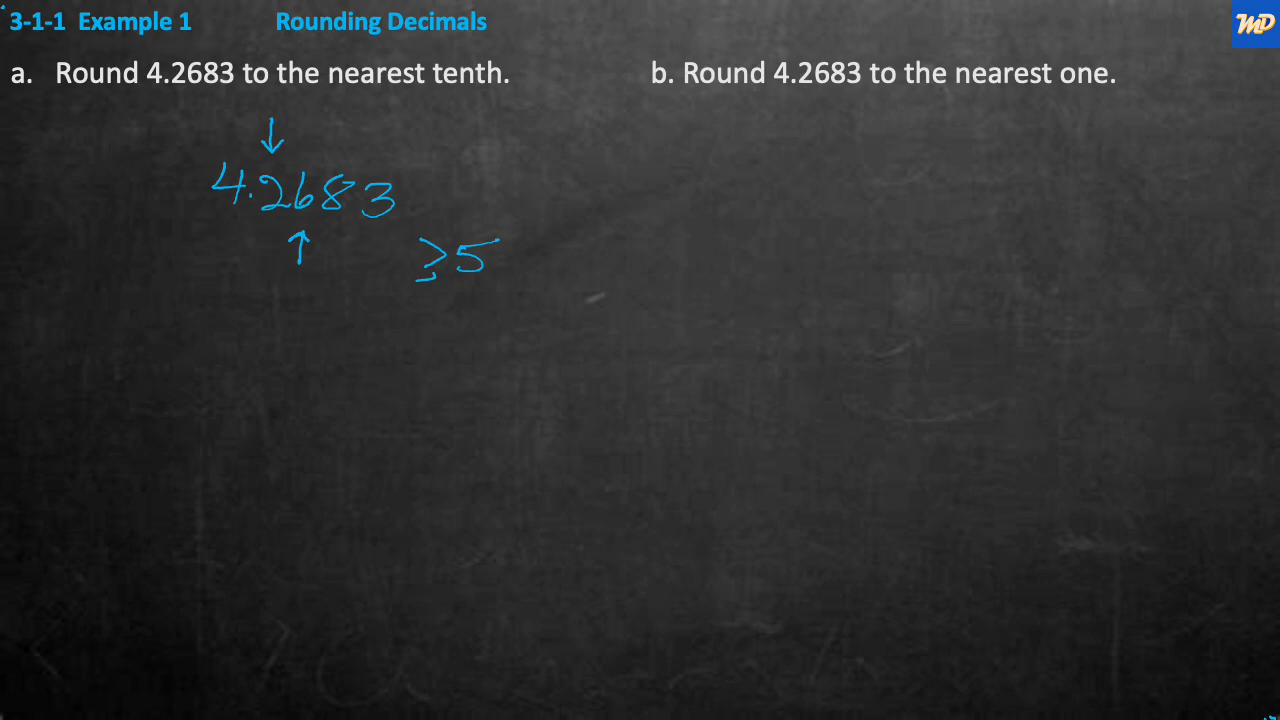 3-1-1 Example 1 Rounding Decimals
MD
a. Round 4.2683 to the nearest tenth.
b. Round 4.2683 to the nearest one.
↓
4.2683
↑
≥5